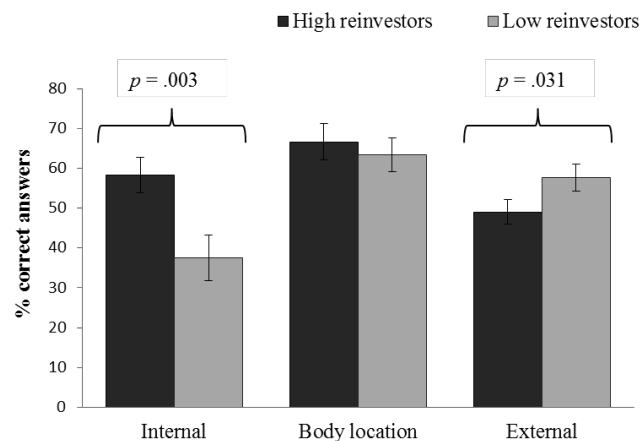 High reinvestors Low reinvestors
p = .003
p = .031
80
70
60
50
40
30
20
10
0
% correct answers
Internal Body location External